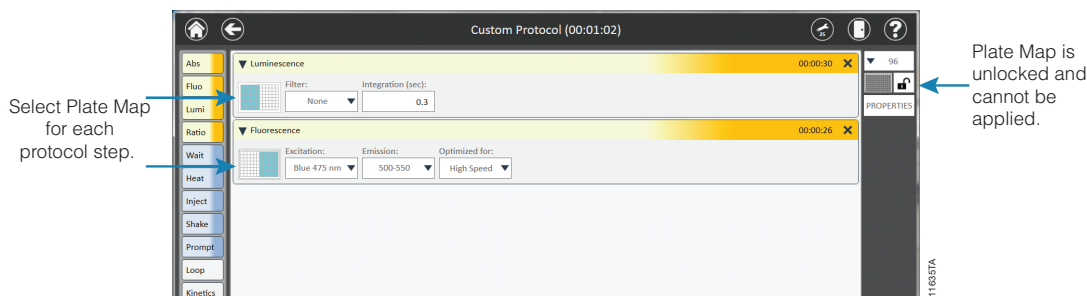 Custom Protocol (00:01:02)
25
?
Abs
Fluo
Lumi
Ratio
Wait
Heat
Inject
Shake
Prompt
Loop
Kinetics
Luminescence
00:00:30
Filter:
Integration (sec):
None
0.3
Fluorescence
00:00:26
Excitation:
Emission:
Optimized for:
Blue 475 nm
500-550
High Speed
96
PROPERTIES
Select Plate Map
for each
protocol step.
Plate Map is
unlocked and
cannot be
applied.
11635TA